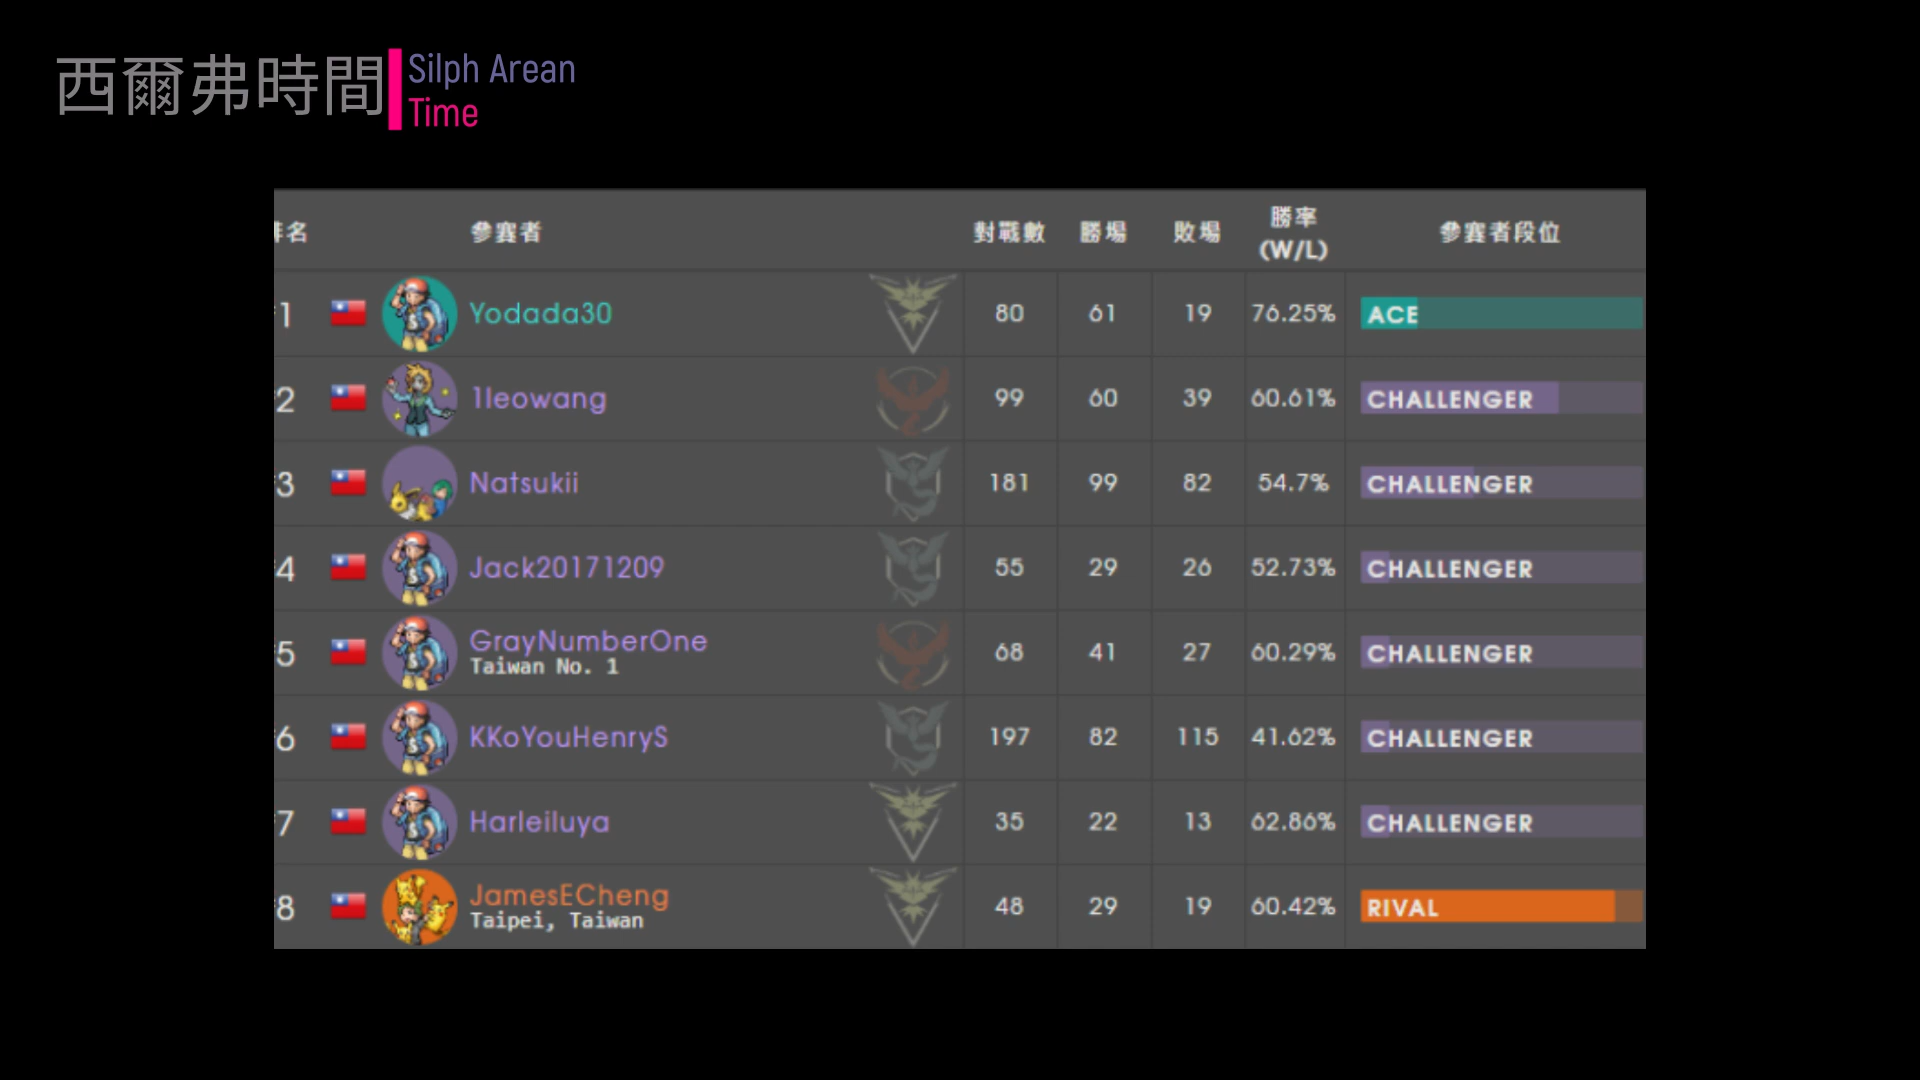 西爾弗時間
Silph Arean
Time
名 參賽者 對戰數 勝場 敗場 勝率 (W/L) 參賽者段位
1 Yodada30 80 61 19 76.25% ACE
2 1leowang 99 60 39 60.61% CHALLENGER
3 Natsukii 181 99 82 54.7% CHALLENGER
4 Jack20171209 55 29 26 52.73% CHALLENGER
5 GrayNumberOne 68 41 27 60.29% CHALLENGER
Taiwan No. 1
6 KKoYouHenryS 197 82 115 41.62% CHALLENGER
7 Harleiluya 35 22 13 62.86% CHALLENGER
8 JamesECheng 48 29 19 60.42% RIVAL
Taipei, Taiwan